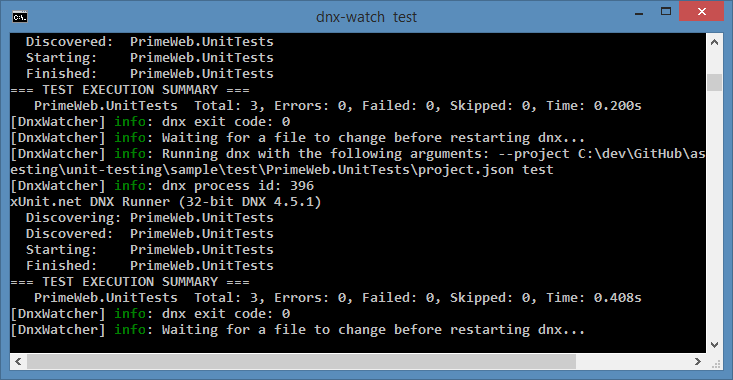 dnx-watch test
Discovered: PrimeWeb.UnitTests
Starting: PrimeWeb.UnitTests
Finished: PrimeWeb.UnitTests
=== TEST EXECUTION SUMMARY ===
PrimeWeb.UnitTests Total: 3, Errors: 0, Failed: 0, Skipped: 0, Time: 0.200s
[DnxWatcher] info: dnx exit code: 0
[DnxWatcher] info: Waiting for a file to change before restarting dnx...
[DnxWatcher] info: Running dnx with the following arguments: --project C:\dev\GitHub\as
esting\unit-testing\sample\test\PrimeWeb.UnitTests\project.json test
[DnxWatcher] info: dnx process id: 396
xUnit.net DNX Runner (32-bit DNX 4.5.1)
Discovering: PrimeWeb.UnitTests
Discovered: PrimeWeb.UnitTests
Starting: PrimeWeb.UnitTests
Finished: PrimeWeb.UnitTests
=== TEST EXECUTION SUMMARY ===
PrimeWeb.UnitTests Total: 3, Errors: 0, Failed: 0, Skipped: 0, Time: 0.408s
[DnxWatcher] info: dnx exit code: 0
[DnxWatcher] info: Waiting for a file to change before restarting dnx...